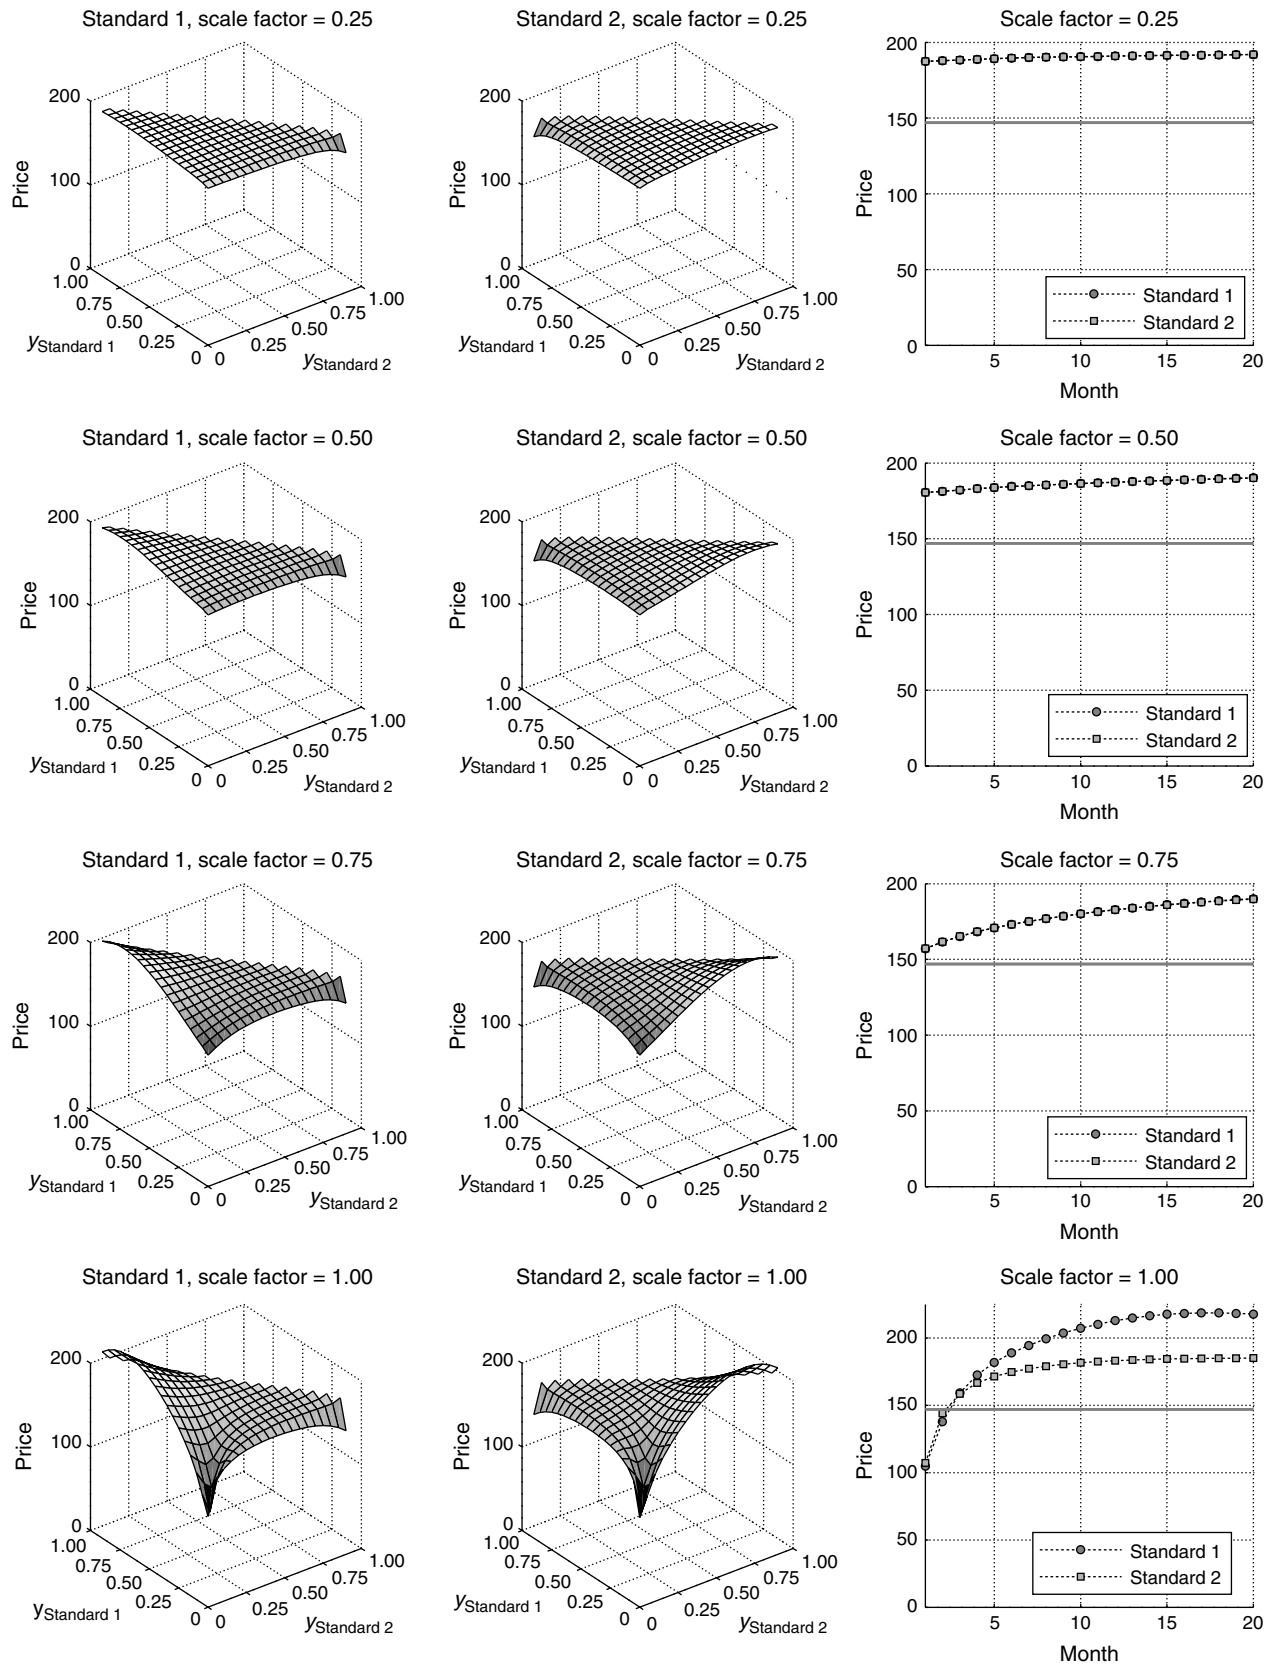 Standard 1, scale factor = 0.25
200
100
0
Price
1.00
0.75
0.50
0.25
0
yStandard 1
0
0.25
0.50
0.75
1.00
yStandard 2
Standard 2, scale factor = 0.25
200
100
0
Price
1.00
0.75
0.50
0.25
0
yStandard 1
0
0.25
0.50
0.75
1.00
yStandard 2
Scale factor = 0.25
200
150
100
50
0
Price
Standard 1
Standard 2
5
10
15
20
Month
Standard 1, scale factor = 0.50
200
100
0
Price
1.00
0.75
0.50
0.25
0
yStandard 1
0
0.25
0.50
0.75
1.00
yStandard 2
Standard 2, scale factor = 0.50
200
100
0
Price
1.00
0.75
0.50
0.25
0
yStandard 1
0
0.25
0.50
0.75
1.00
yStandard 2
Scale factor = 0.50
200
150
100
50
0
Price
Standard 1
Standard 2
5
10
15
20
Month
Standard 1, scale factor = 0.75
200
100
0
Price
1.00
0.75
0.50
0.25
0
yStandard 1
0
0.25
0.50
0.75
1.00
yStandard 2
Standard 2, scale factor = 0.75
200
100
0
Price
1.00
0.75
0.50
0.25
0
yStandard 1
0
0.25
0.50
0.75
1.00
yStandard 2
Scale factor = 0.75
200
150
100
50
0
Price
Standard 1
Standard 2
5
10
15
20
Month
Standard 1, scale factor = 1.00
200
100
0
Price
1.00
0.75
0.50
0.25
0
yStandard 1
0
0.25
0.50
0.75
1.00
yStandard 2
Standard 2, scale factor = 1.00
200
100
0
Price
1.00
0.75
0.50
0.25
0
yStandard 1
0
0.25
0.50
0.75
1.00
yStandard 2
Scale factor = 1.00
200
150
100
50
0
Price
Standard 1
Standard 2
5
10
15
20
Month